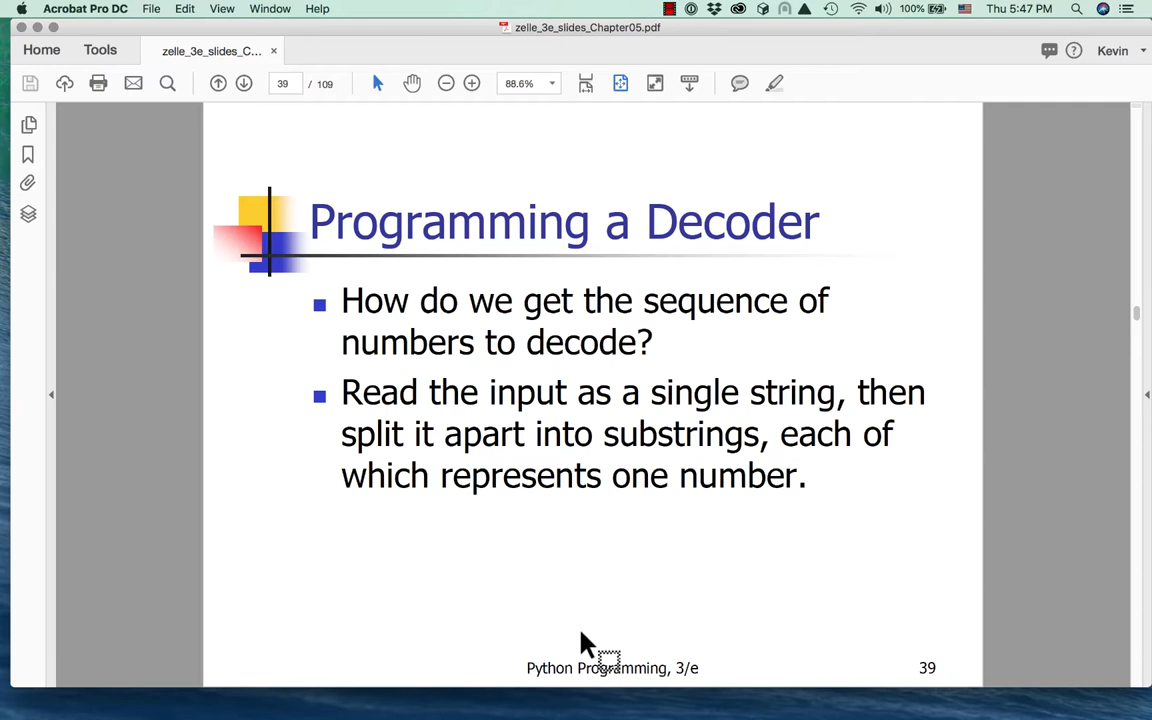 Acrobat Pro DC File Edit View Window Help 100% Thu 5:47 PM
zelle_3e_slides_Chapter05.pdf
Home Tools zelle_3e_slides_C... × Kevin
39 / 109 88.6%
Programming a Decoder
How do we get the sequence of
numbers to decode?
Read the input as a single string, then
split it apart into substrings, each of
which represents one number.
Python Programming, 3/e 39